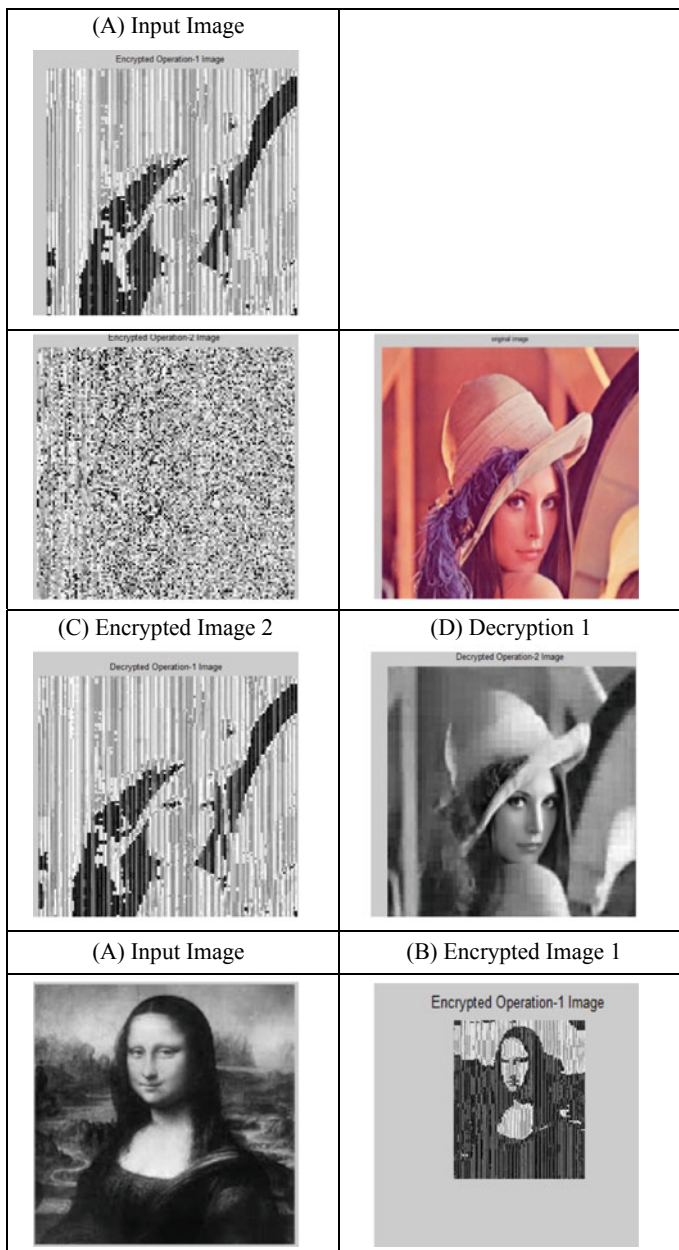 (A) Input Image
Encrypted Operation-1 Image
Encrypted Operation-2 Image
original image
(C) Encrypted Image 2
(D) Decryption 1
Decrypted Operation-1 Image
Decrypted Operation-2 Image
(A) Input Image
(B) Encrypted Image 1
Encrypted Operation-1 Image